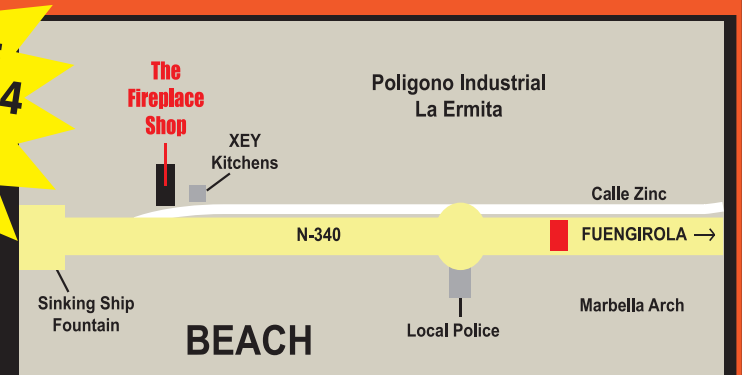 4
The
Fireplace
Shop
Poligono Industrial
La Ermita
XEY
Kitchens
Calle Zinc
N-340
FUENGIROLA →
Sinking Ship
Fountain
Marbella Arch
Local Police
BEACH